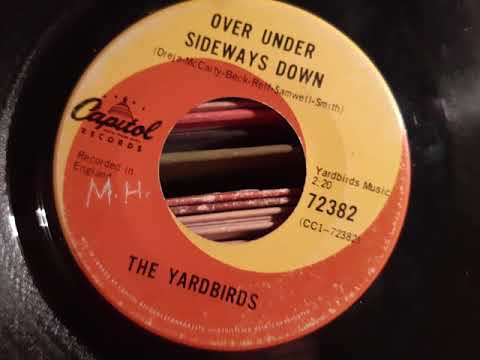 OVER UNDER
SIDEWAYS DOWN
(Dreja-McCarty-Beck-Relf-Samwell-Smith)
Capitol
RECORDS
Recorded in
England
M.H.
Yardbirds Music
2:20
72382
(CC1-72382)
THE YARDBIRDS